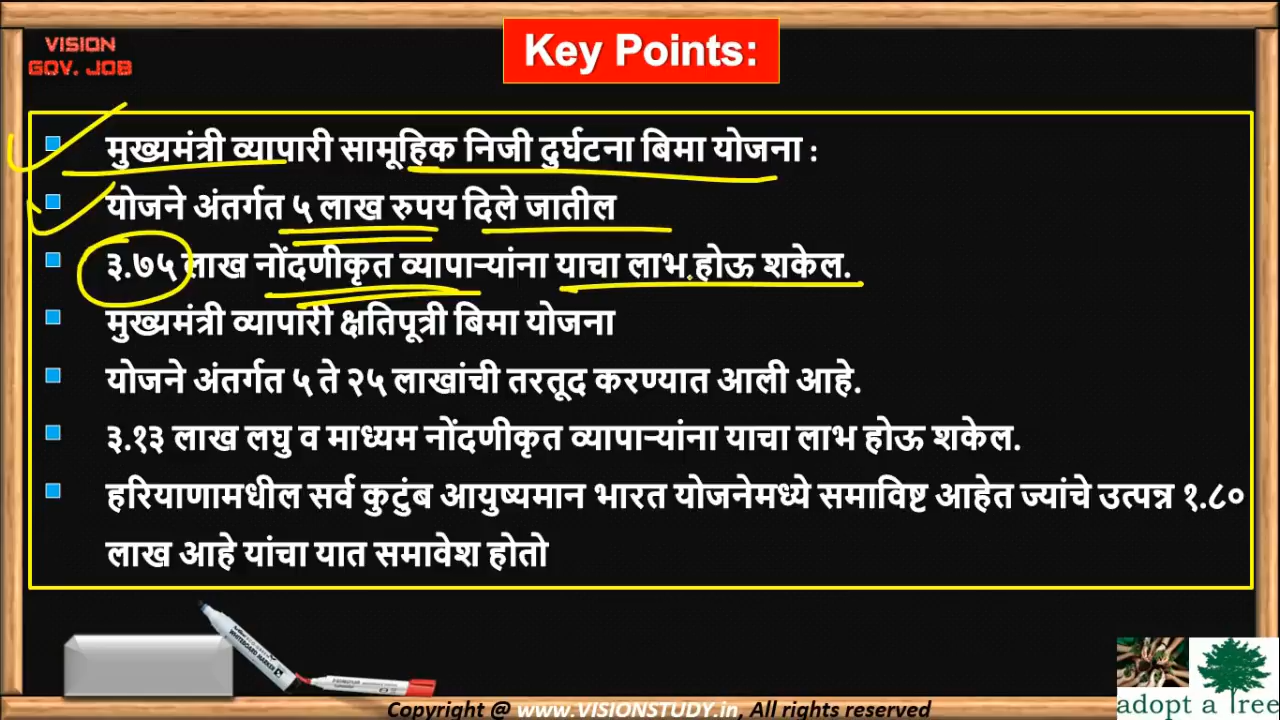 VISION
GOV. JOB
Key Points:
मुख्यमंत्री व्यापारी सामूहिक निजी दुर्घटना बिमा योजना :
योजने अंतर्गत ५ लाख रुपय दिले जातील
३.७५ लाख नोंदणीकृत व्यापाऱ्यांना याचा लाभ होऊ शकेल.
मुख्यमंत्री व्यापारी क्षतिपूत्री बिमा योजना
योजने अंतर्गत ५ ते २५ लाखांची तरतूद करण्यात आली आहे.
३.१३ लाख लघु व माध्यम नोंदणीकृत व्यापाऱ्यांना याचा लाभ होऊ शकेल.
हरियाणामधील सर्व कुटुंब आयुष्यमान भारत योजनेमध्ये समाविष्ट आहेत ज्यांचे उत्पन्न १.८०
लाख आहे यांचा यात समावेश होतो
WHITEBOARD MARKER
adopt a Tree
Copyright @ www.VISIONSTUDY.in, All rights reserved